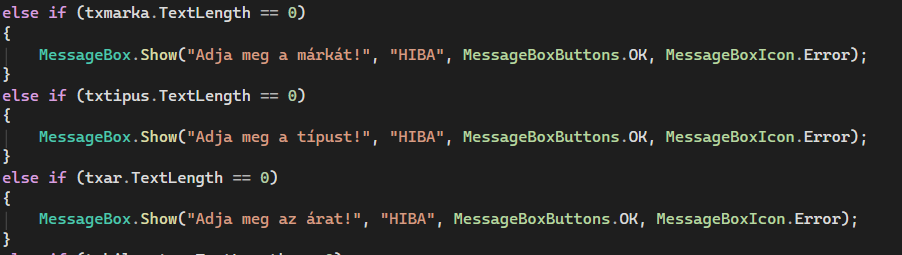 else if (txmarka.TextLength == 0)
{
MessageBox.Show("Adja meg a márkát!", "HIBA", MessageBoxButtons.OK, MessageBoxIcon.Error);
}
else if (txtipus.TextLength == 0)
{
MessageBox.Show("Adja meg a típust!", "HIBA", MessageBoxButtons.OK, MessageBoxIcon.Error);
}
else if (txar.TextLength == 0)
{
MessageBox.Show("Adja meg az árat!", "HIBA", MessageBoxButtons.OK, MessageBoxIcon.Error);
}